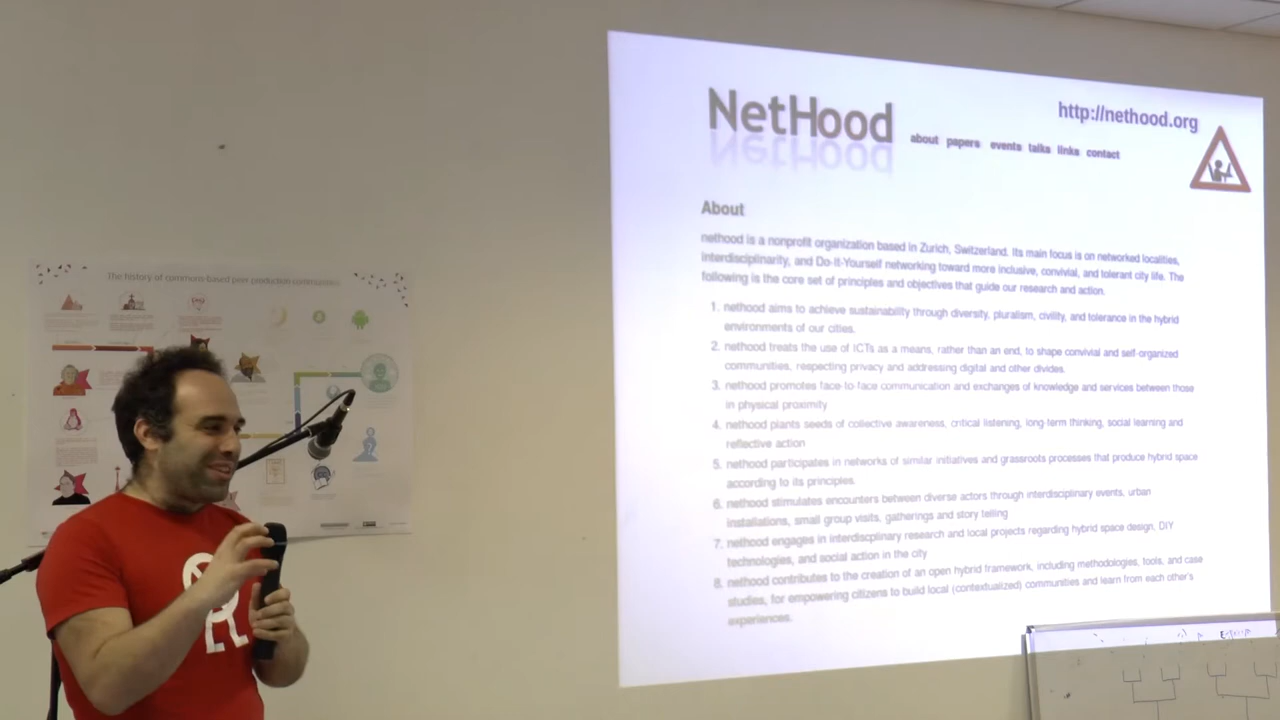 The history of commons-based peer production communities
NetHood
http://nethood.org
about papers events talks links contact
About
nethood is a nonprofit organization based in Zurich, Switzerland. Its main focus is on networked localities,
interdisciplinarity, and Do-It-Yourself networking toward more inclusive, convivial, and tolerant city life. The
following is the core set of principles and objectives that guide our research and action.
1. nethood aims to achieve sustainability through diversity, pluralism, civility, and tolerance in the hybrid
environments of our cities.
2. nethood treats the use of ICTs as a means, rather than an end, to shape convivial and self-organized
communities, respecting privacy and addressing digital and other divides.
3. nethood promotes face-to-face communication and exchanges of knowledge and services between those
in physical proximity
4. nethood plants seeds of collective awareness, critical listening, long-term thinking, social learning and
reflective action
5. nethood participates in networks of similar initiatives and grassroots processes that produce hybrid space
according to its principles.
6. nethood stimulates encounters between diverse actors through interdisciplinary events, urban
installations, small group visits, gatherings and story telling
7. nethood engages in interdiscplinary research and local projects regarding hybrid space design, DIY
technologies, and social action in the city
8. nethood contributes to the creation of an open hybrid framework, including methodologies, tools, and case
studies, for empowering citizens to build local (contextualized) communities and learn from each other's
experiences.